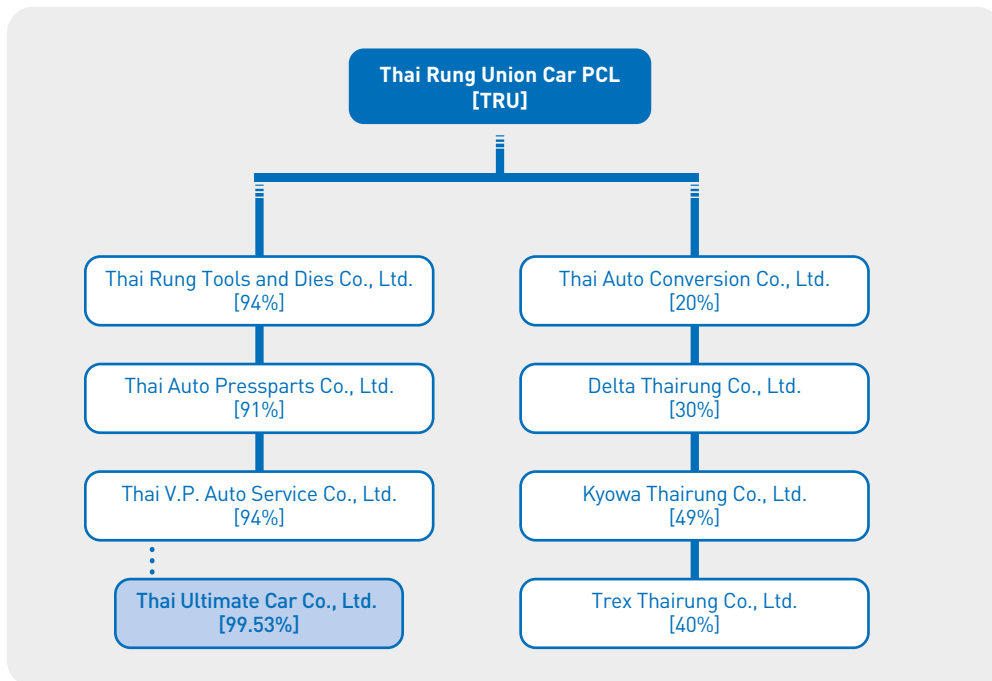 Thai Rung Union Car PCL
[TRU]
Thai Rung Tools and Dies Co., Ltd.
[94%]
Thai Auto Pressparts Co., Ltd.
[91%]
Thai V.P. Auto Service Co., Ltd.
[94%]
Thai Ultimate Car Co., Ltd.
[99.53%]
Thai Auto Conversion Co., Ltd.
[20%]
Delta Thairung Co., Ltd.
[30%]
Kyowa Thairung Co., Ltd.
[49%]
Trex Thairung Co., Ltd.
[40%]